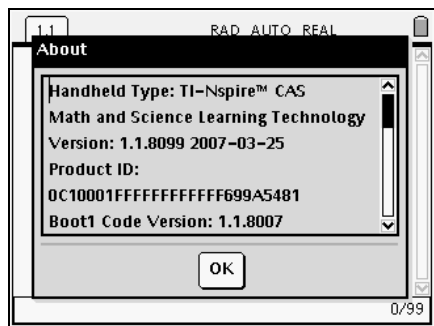 1.1 RAD AUTO REAL
About
Handheld Type: TI-Nspire™ CAS
Math and Science Learning Technology
Version: 1.1.8099 2007-03-25
Product ID:
0C10001FFFFFFFFFFFF699A5481
Boot1 Code Version: 1.1.8007
OK
0/99